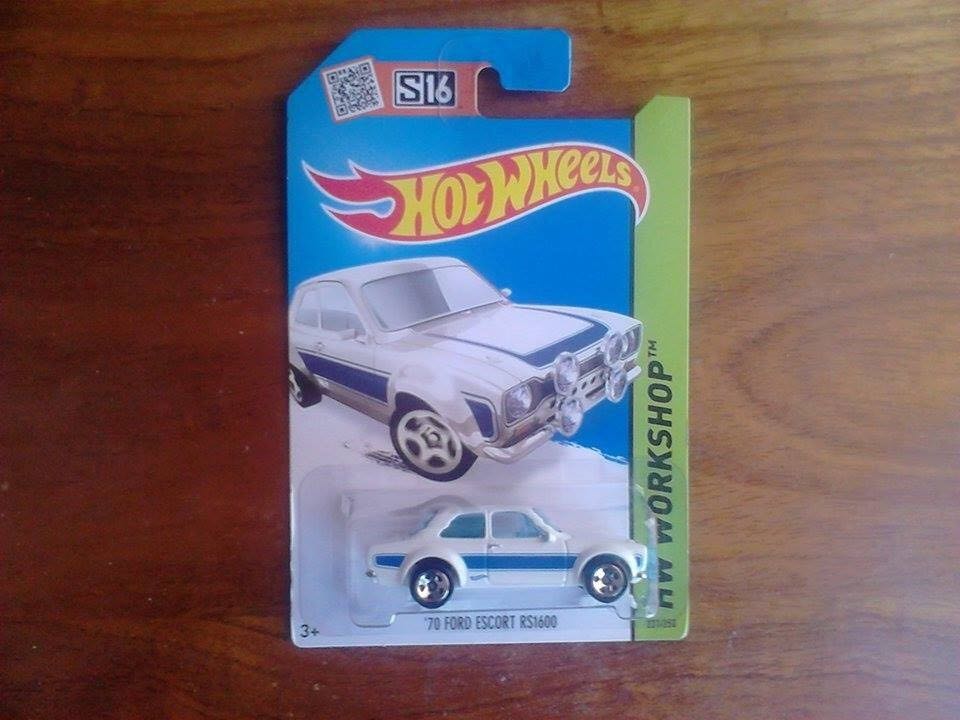 S16
HOT WHEELS
HW WORKSHOP™
'70 FORD ESCORT RS1600
3+